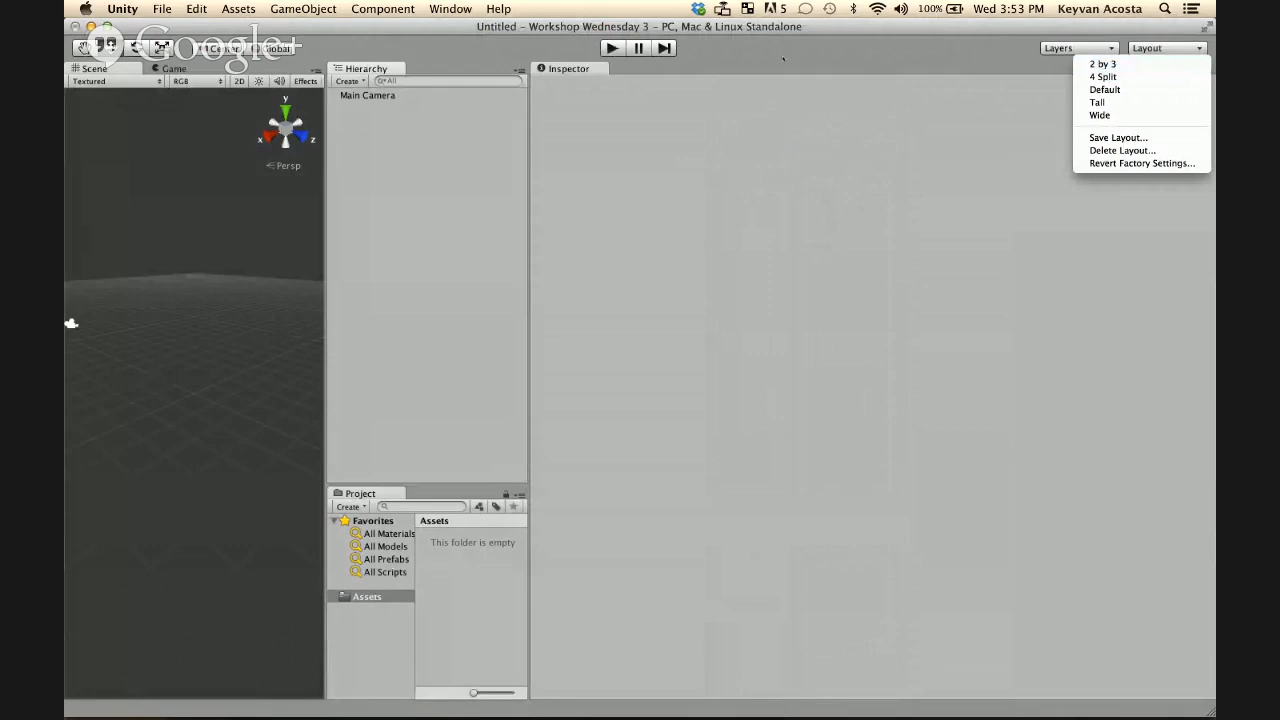 Unity File Edit Assets GameObject Component Window Help 5 100% Wed 3:53 PM Keyvan Acosta
Untitled - Workshop Wednesday 3 - PC, Mac & Linux Standalone
Google+ Center Global Layers Layout
Scene Game Hierarchy Inspector
Textured RGB 2D Effects Create All
2 by 3
4 Split
Default
Tall
Wide
Save Layout...
Delete Layout...
Revert Factory Settings...
Main Camera
y
x z
Persp
Project
Create
Favorites Assets
All Materials This folder is empty
All Models
All Prefabs
All Scripts
Assets